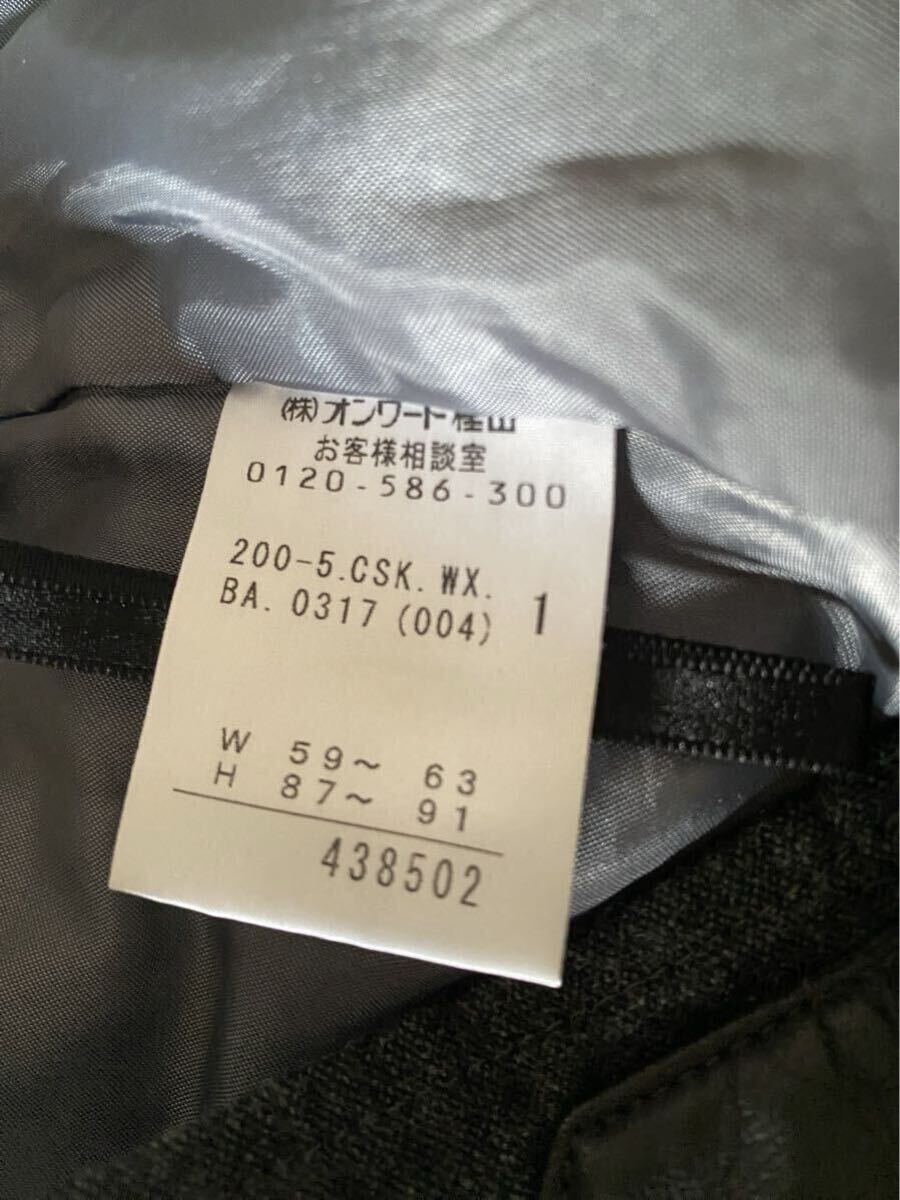 (株)オンワード樫山
お客様相談室
0120-586-300
200-5.CSK.WX.
BA.0317(004) 1
W 59～ 63
H 87～ 91
438502